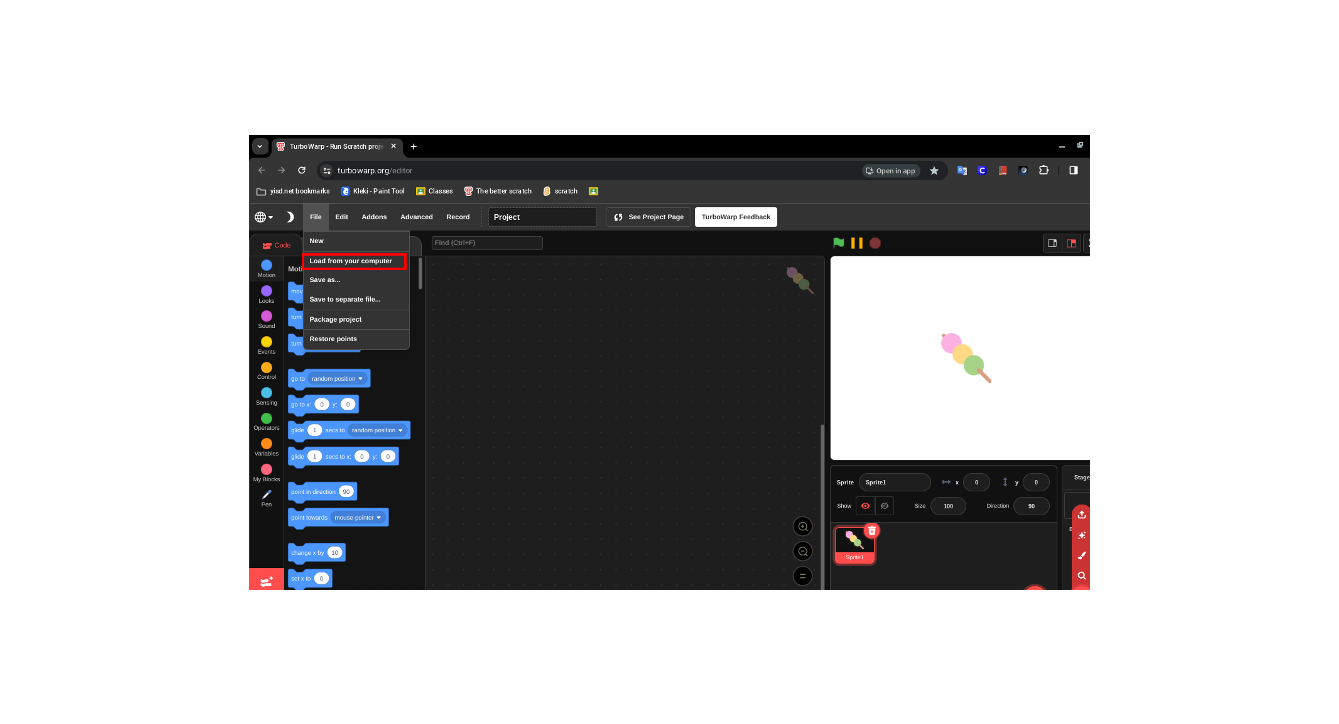 TurboWarp - Run Scratch proje
turbowarp.org/editor
Open in app
yisd.net bookmarks
Kleki - Paint Tool
Classes
The better scratch
scratch
File
Edit
Addons
Advanced
Record
Project
See Project Page
TurboWarp Feedback
Code
New
Load from your computer
Save as...
Save to separate file...
Package project
Restore points
Find (Ctrl+F)
Motion
Looks
Sound
Events
Control
Sensing
Operators
Variables
My Blocks
Pen
turn
turn
go to random position
go to x: 0 y: 0
glide 1 secs to random position
glide 1 secs to x: 0 y: 0
point in direction 90
point towards mouse-pointer
change x by 10
set x to 0
Sprite Sprite1 x 0 y 0
Show Size 100 Direction 90
Sprite1
Stage